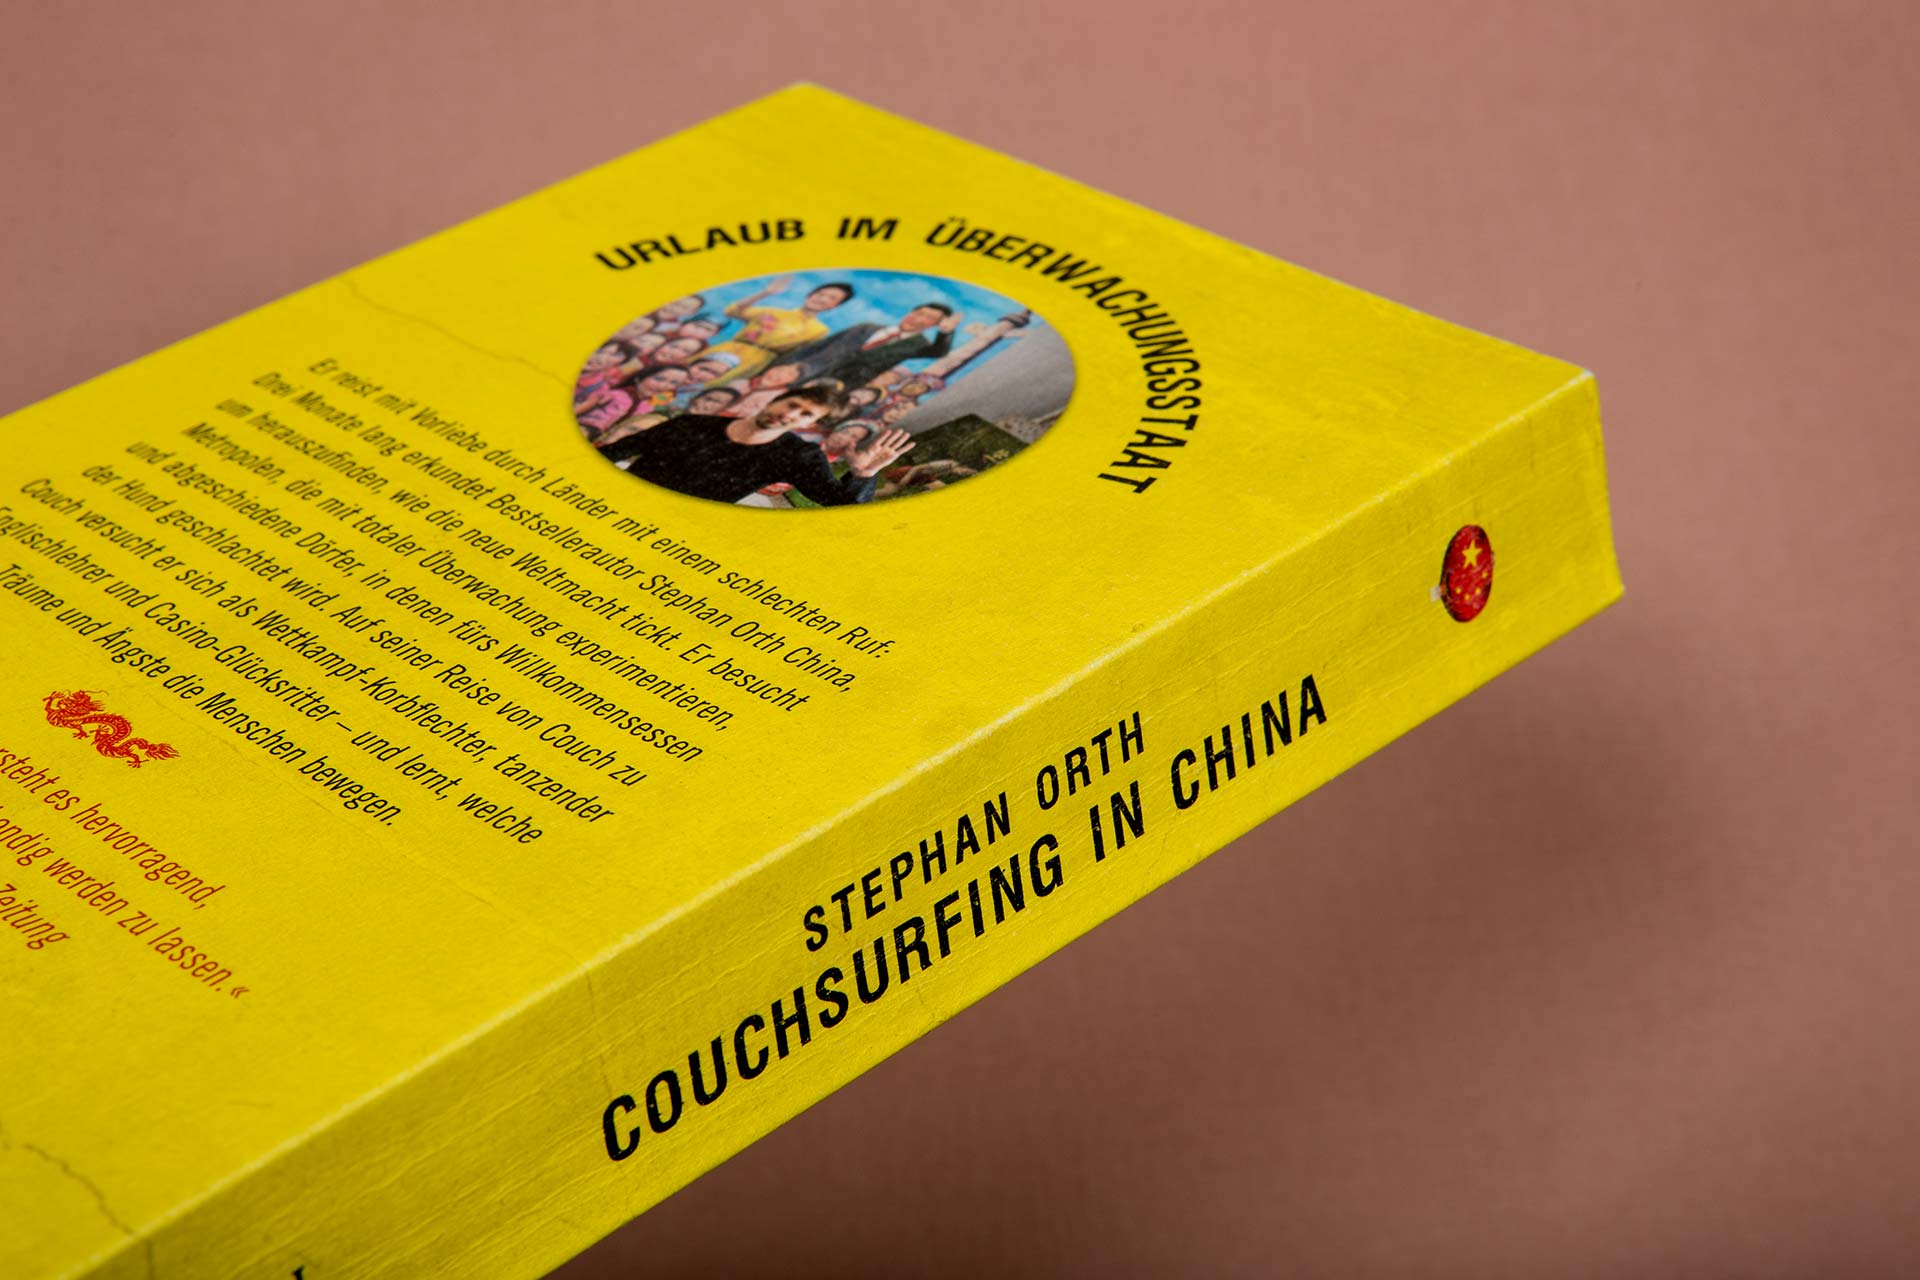 URLAUB IM ÜBERWACHUNGSSTAAT
Er reist mit Vorliebe durch Länder mit einem schlechten Ruf:
Drei Monate lang erkundet Bestsellerautor Stephan Orth China,
um herauszufinden, wie die neue Weltmacht tickt. Er besucht
Metropolen, die mit totaler Überwachung experimentieren,
und abgeschiedene Dörfer, in denen fürs Willkommensessen
der Hund geschlachtet wird. Auf seiner Reise von Couch zu
Couch versucht er sich als Wettkampf-Korbflechter, tanzender
Englischlehrer und Casino-Glücksritter – und lernt, welche
Träume und Ängste die Menschen bewegen.
es hervorragend,
werden zu lassen.«
Zeitung
STEPHAN ORTH
COUCHSURFING IN CHINA